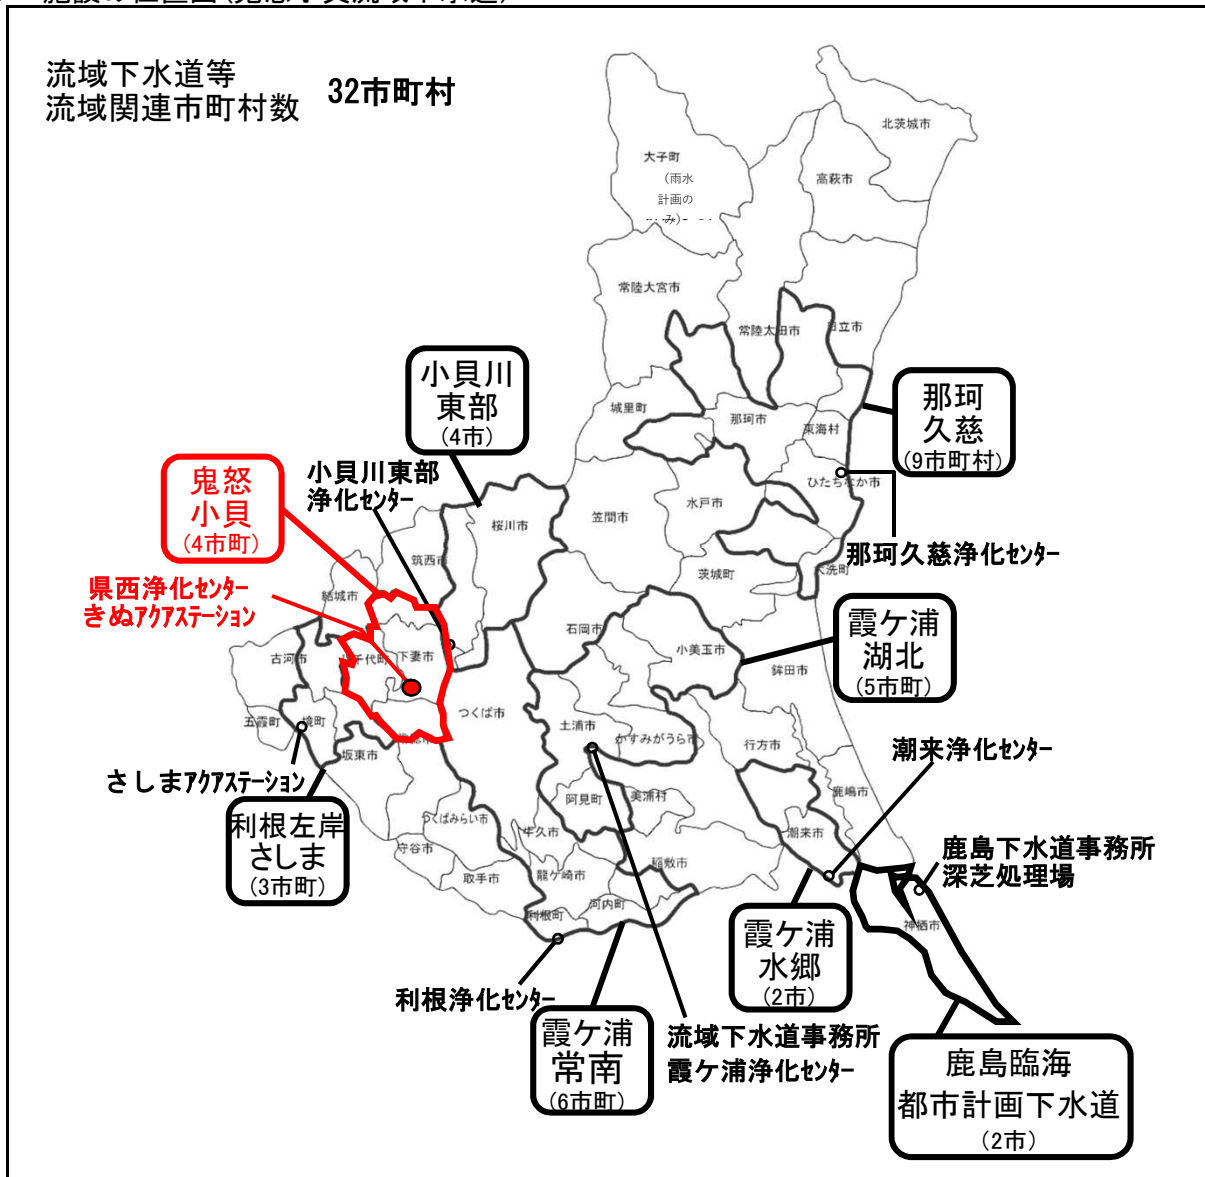 流域下水道等
流域関連市町村数
32市町村
北茨城市
大子町
(雨水
計画の
み)
高萩市
常陸大宮市
常陸太田市
日立市
小貝川
東部
(4市)
那珂
久慈
(9市町村)
城里町
那珂市
東海村
鬼怒
小貝
(4市町)
小貝川東部
浄化センター
ひたちなか市
水戸市
笠間市
桜川市
那珂久慈浄化センター
筑西市
茨城町
大洗町
県西浄化センター
きぬアクアステーション
結城市
石岡市
小美玉市
霞ケ浦
湖北
(5市町)
古河市
八千代町
下妻市
鉾田市
つくば市
五霞町
境町
土浦市
かすみがうら市
行方市
常総市
坂東市
潮来浄化センター
さしまアクアステーション
鹿嶋市
阿見町
美浦村
利根左岸
さしま
(3市町)
つくばみらい市
牛久市
潮来市
守谷市
鹿島下水道事務所
深芝処理場
取手市
龍ケ崎市
稲敷市
利根町
河内町
神栖市
霞ケ浦
水郷
(2市)
利根浄化センター
霞ケ浦
常南
(6市町)
流域下水道事務所
霞ケ浦浄化センター
鹿島臨海
都市計画下水道
(2市)